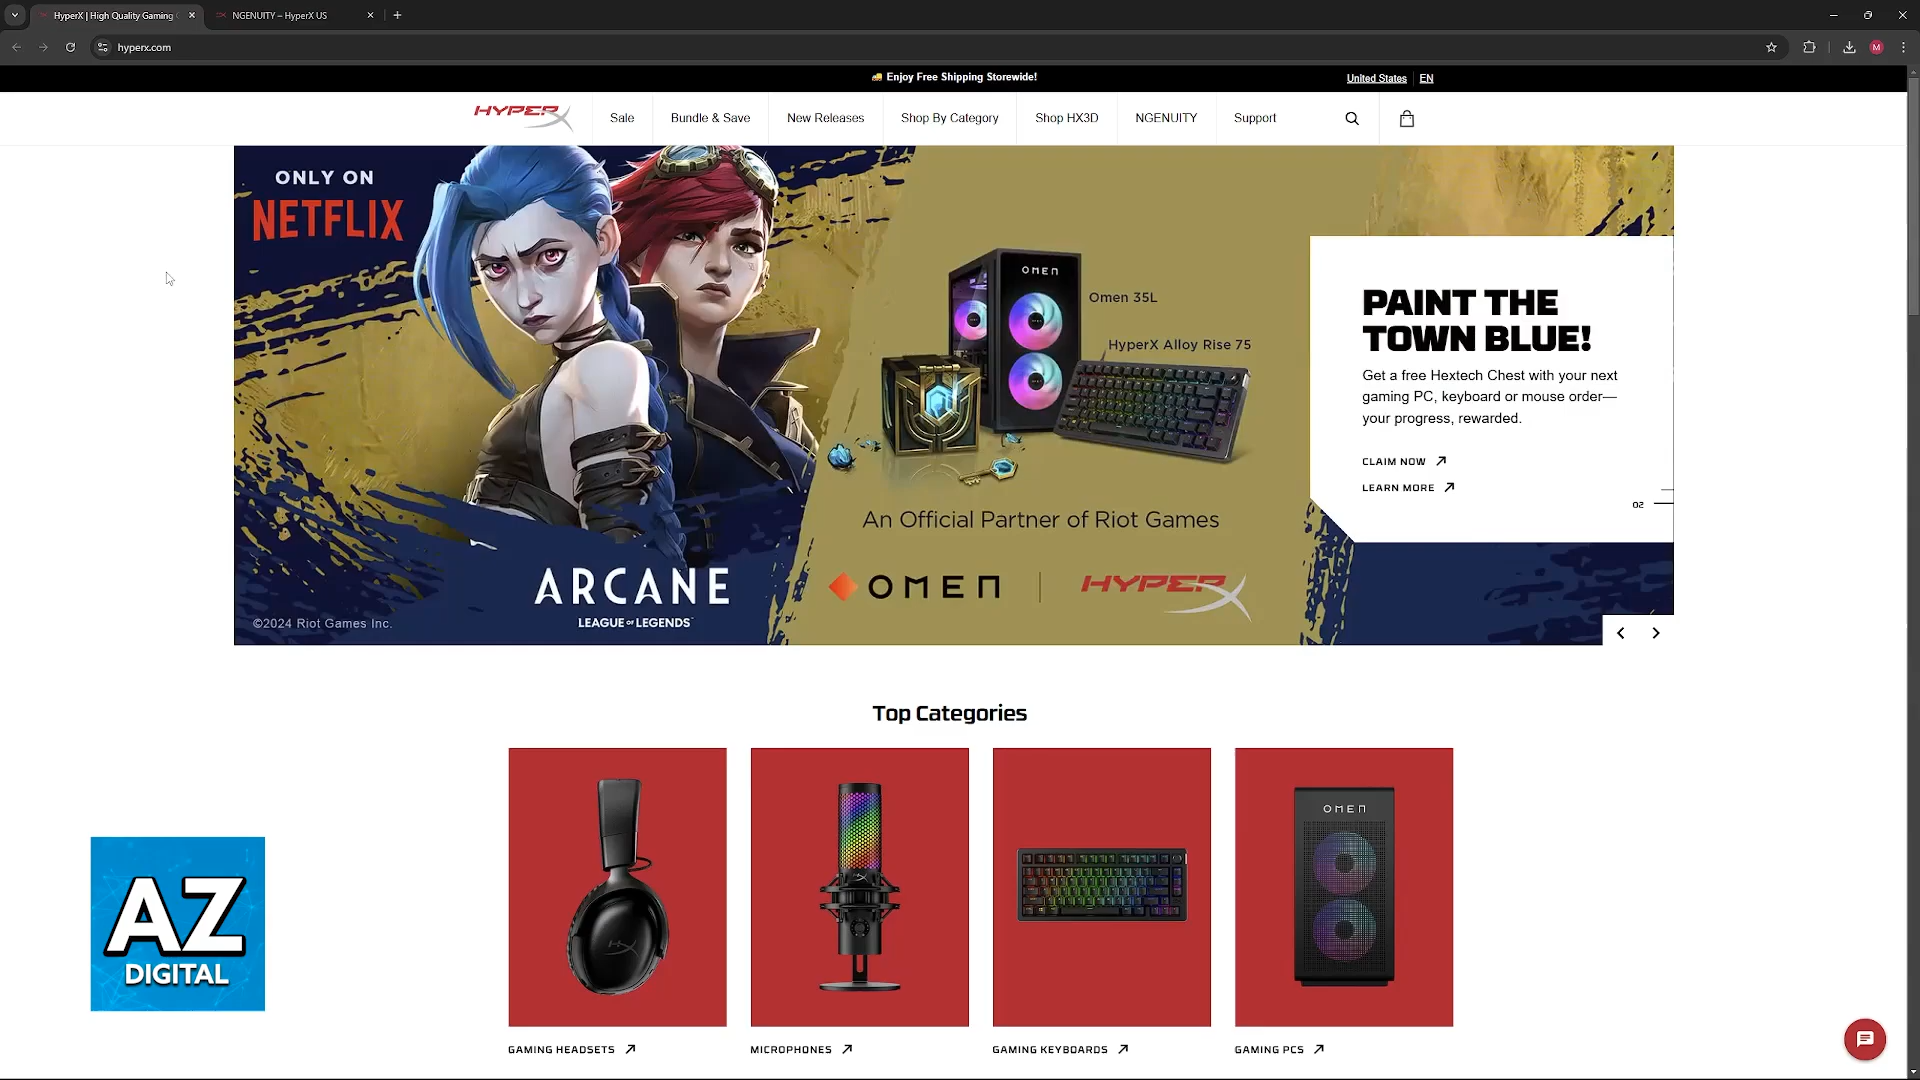 HyperX | High Quality Gaming
NGENUITY – HyperX US
hyperx.com
M
🚚 Enjoy Free Shipping Storewide!
United States
EN
HYPERX
Sale
Bundle & Save
New Releases
Shop By Category
Shop HX3D
NGENUITY
Support
ONLY ON
NETFLIX
OMEN
Omen 35L
HyperX Alloy Rise 75
PAINT THE
TOWN BLUE!
Get a free Hextech Chest with your next
gaming PC, keyboard or mouse order—
your progress, rewarded.
CLAIM NOW
LEARN MORE
02
An Official Partner of Riot Games
ARCANE
LEAGUE OF LEGENDS
OMEN
HYPERX
©2024 Riot Games Inc.
Top Categories
OMEN
AZ
DIGITAL
GAMING HEADSETS
MICROPHONES
GAMING KEYBOARDS
GAMING PCS